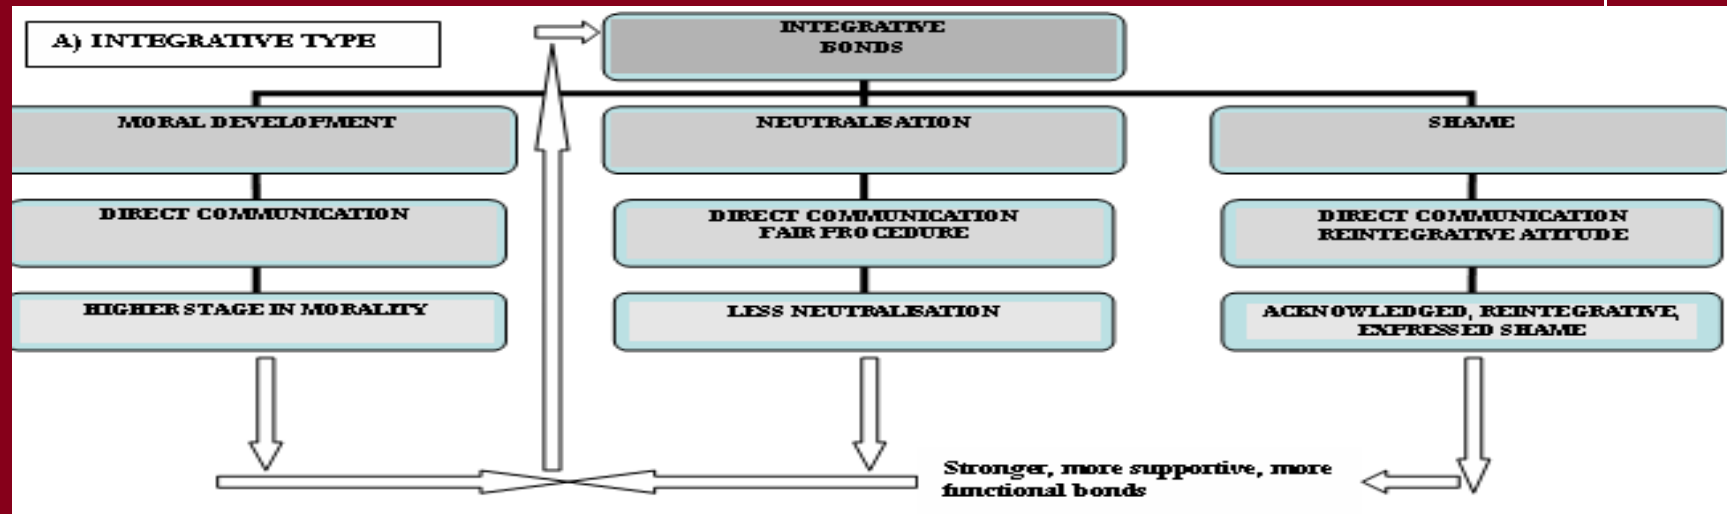 A) INTEGRATIVE TYPE
INTEGRATIVE
BONDS
MORAL DEVELOPMENT
NEUTRALISATION
SHAME
DIRECT COMMUNICATION
DIRECT COMMUNICATION
FAIR PROCEDURE
DIRECT COMMUNICATION
REINTEGRATIVE ATITUDE
HIGHER STAGE IN MORALITY
LESS NEUTRALISATION
ACKNOWLEDGED, REINTEGRATIVE,
EXPRESSED SHAME
Stronger, more supportive, more
functional bonds